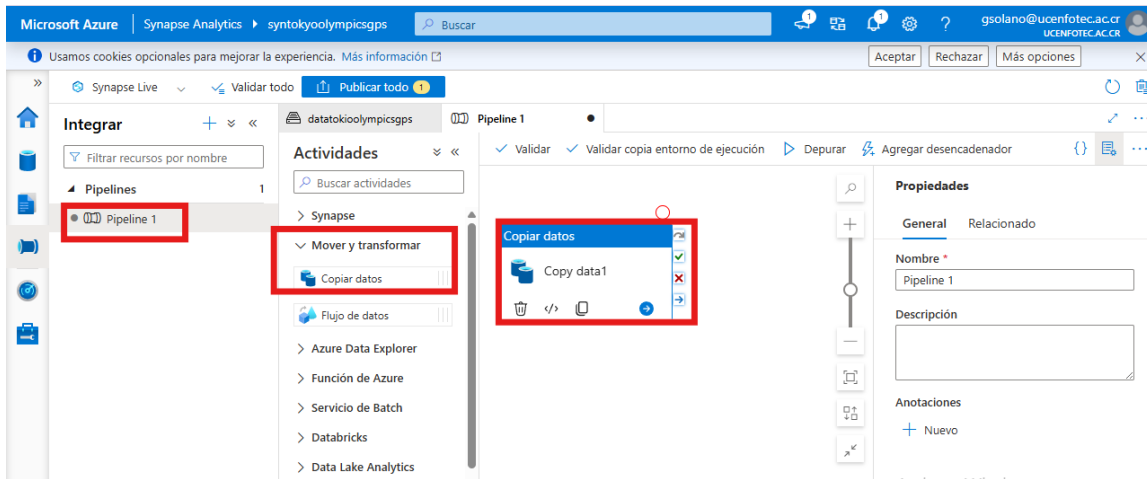 Microsoft Azure
Synapse Analytics
syntokyoolympicsgps
Buscar
gsolano@ucenfotec.ac.cr
UCENFOTEC.AC.CR
Usamos cookies opcionales para mejorar la experiencia. Más información
Aceptar
Rechazar
Más opciones
Synapse Live
Validar todo
Publicar todo 1
Integrar
Filtrar recursos por nombre
Pipelines 1
Pipeline 1
datatokioolympicsgps
Pipeline 1
Actividades
Buscar actividades
Synapse
Mover y transformar
Copiar datos
Flujo de datos
Azure Data Explorer
Función de Azure
Servicio de Batch
Databricks
Data Lake Analytics
Validar
Validar copia entorno de ejecución
Depurar
Agregar desencadenador
Copiar datos
Copy data1
Propiedades
General
Relacionado
Nombre *
Pipeline 1
Descripción
Anotaciones
Nuevo